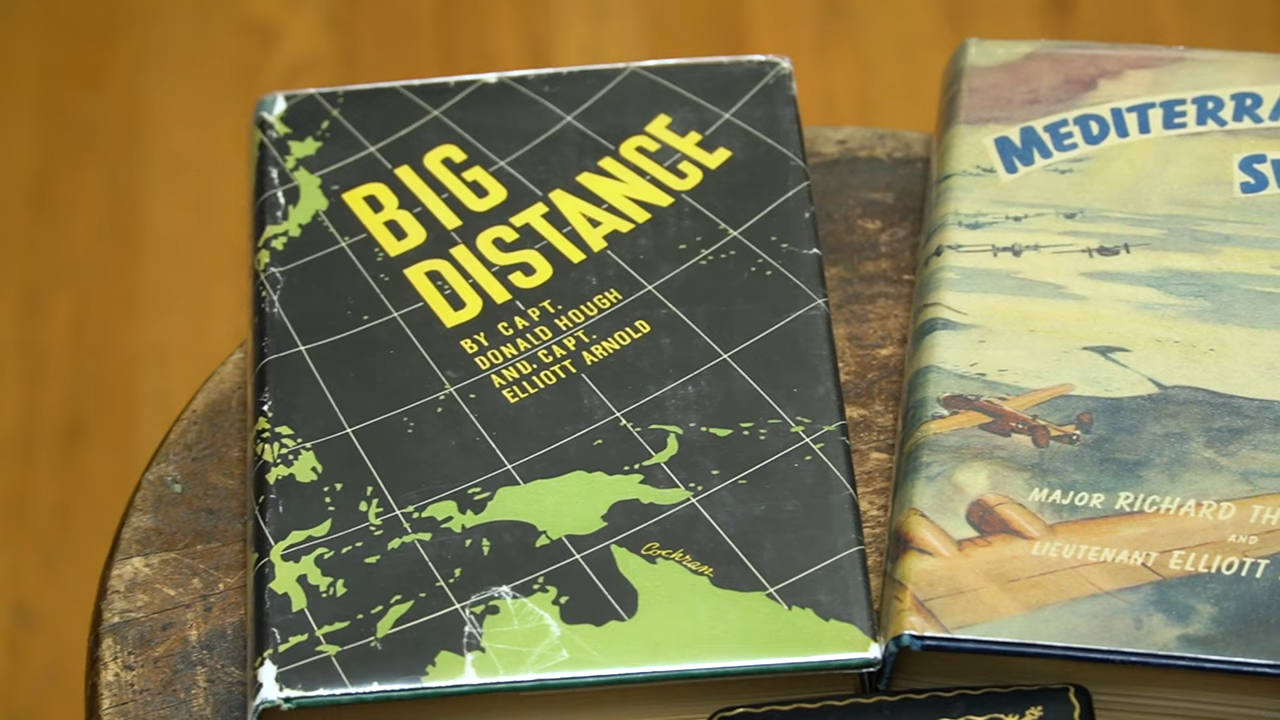 BIG
DISTANCE
BY CAPT.
DONALD HOUGH
AND. CAPT.
ELLIOTT ARNOLD
Cochran
MEDITERRA
MAJOR RICHARD TH
AND
LIEUTENANT ELLIOTT